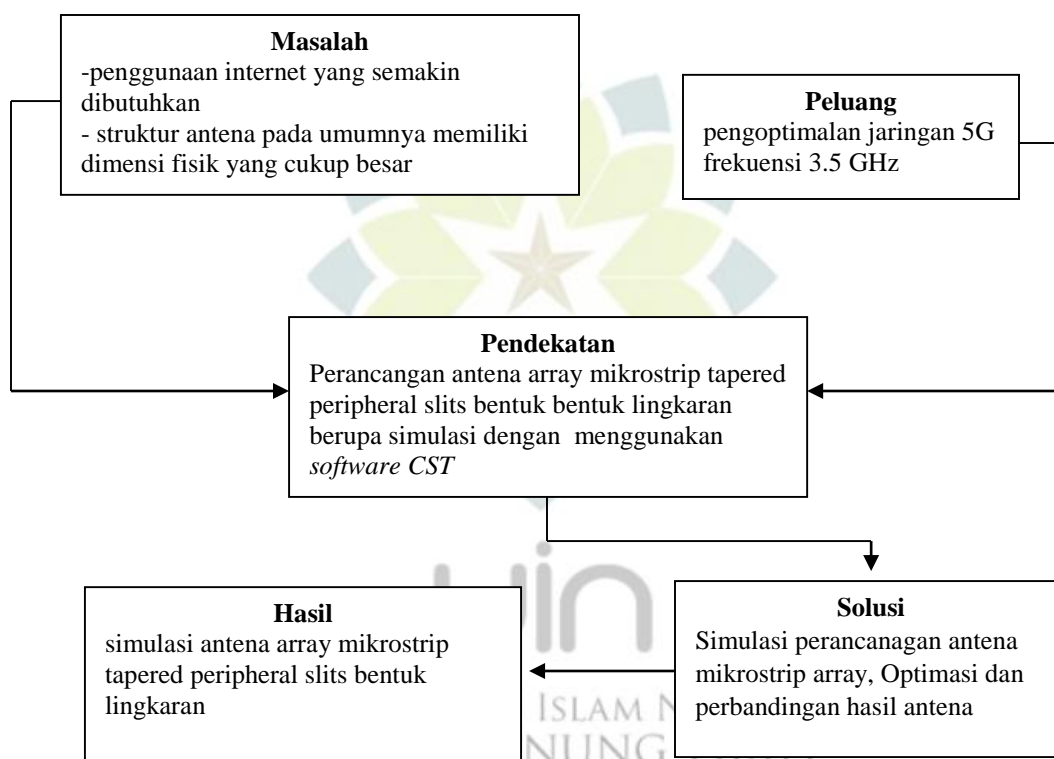 Masalah
-penggunaan internet yang semakin
dibutuhkan
- struktur antena pada umumnya memiliki
dimensi fisik yang cukup besar
Peluang
pengoptimalan jaringan 5G
frekuensi 3.5 GHz
Pendekatan
Perancangan antena array mikrostrip tapered
peripheral slits bentuk bentuk lingkaran
berupa simulasi dengan menggunakan
software CST
uin
Hasil
simulasi antena array mikrostrip
tapered peripheral slits bentuk
lingkaran
Solusi
Simulasi perancanagan antena
mikrostrip array, Optimasi dan
perbandingan hasil antena
ISLAM N
NUNG